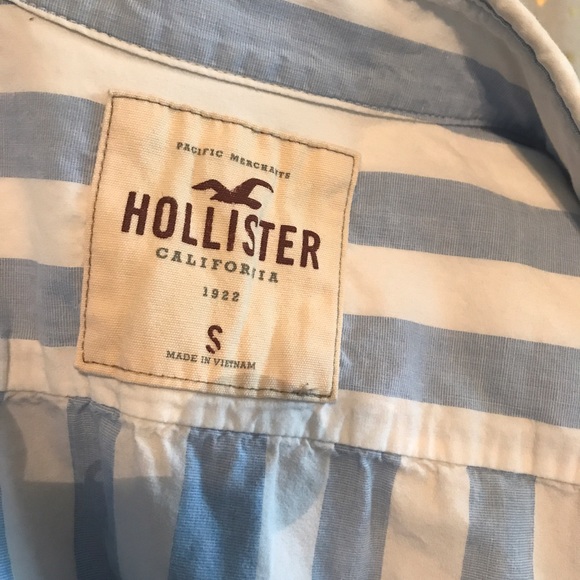 PACIFIC MERCHANTS
HOLLISTER
CALIFORNIA
1922
S
MADE IN VIETNAM